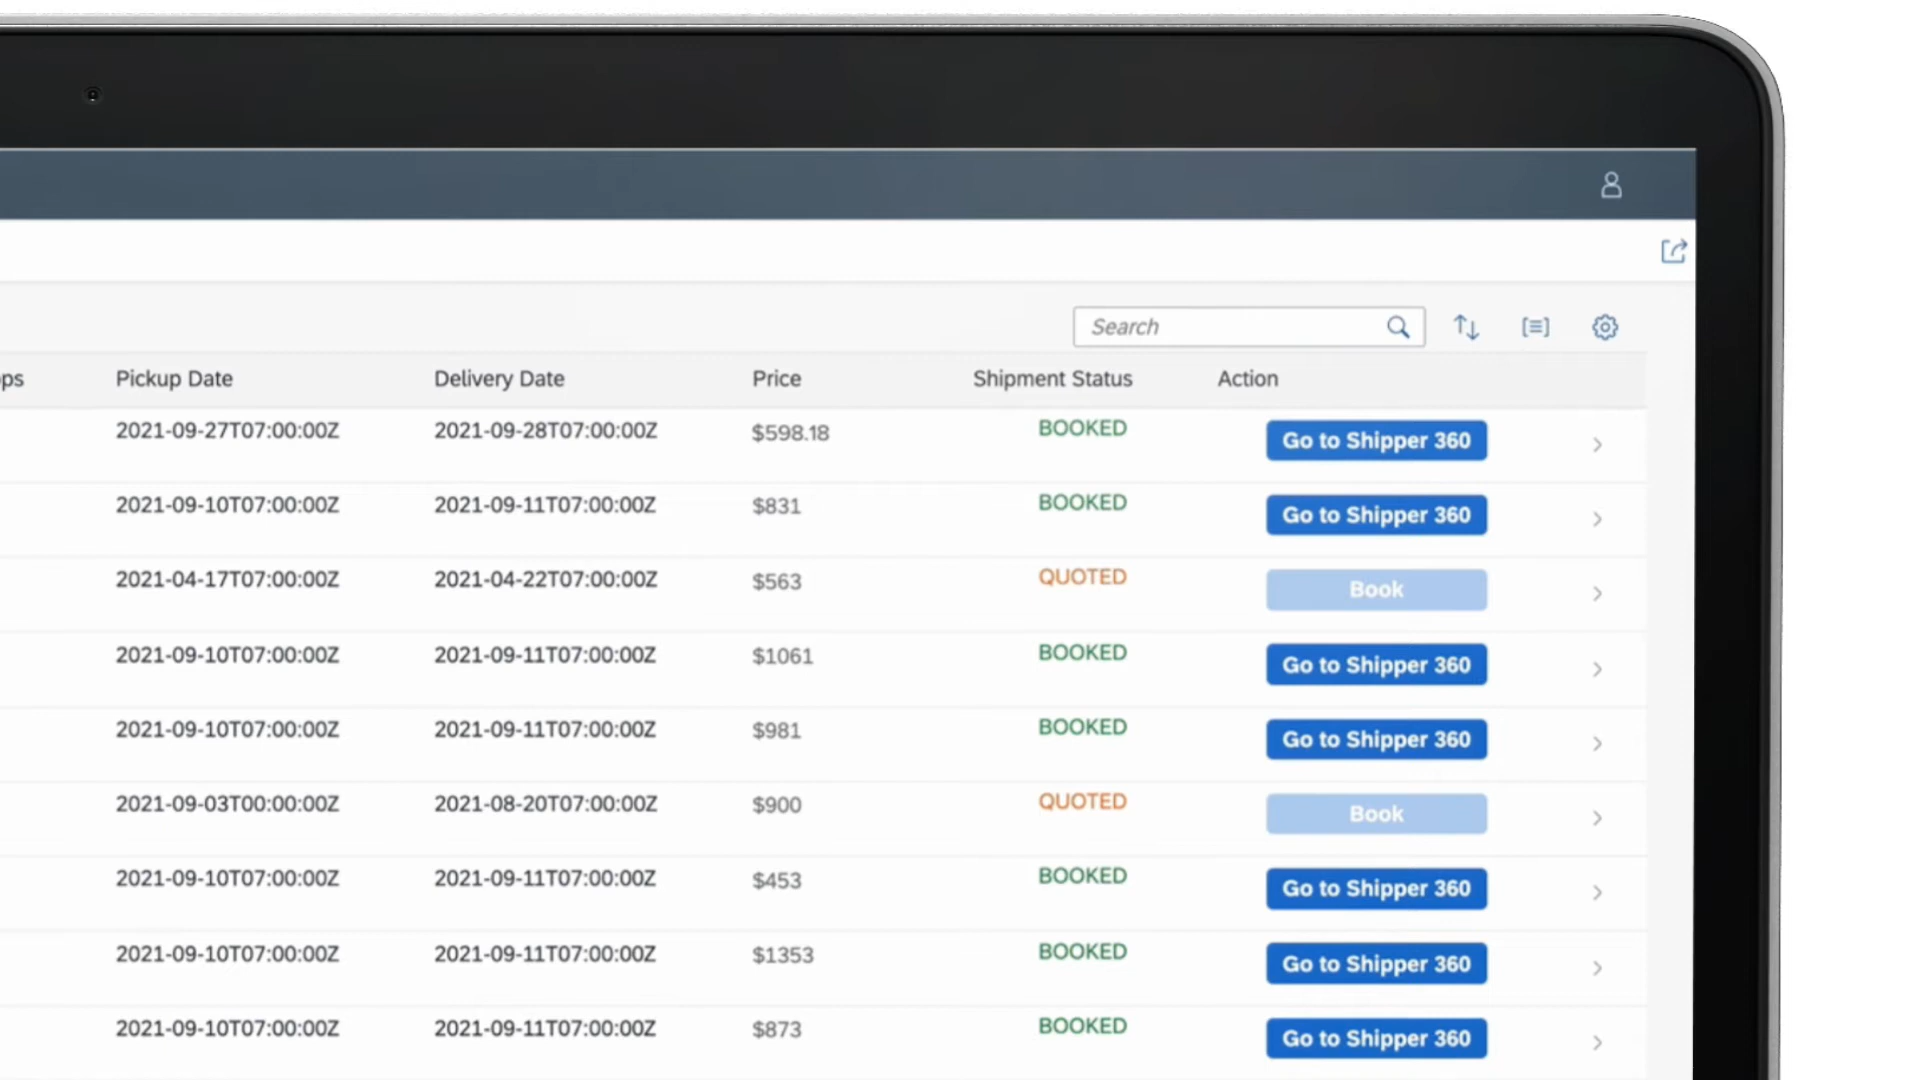 Search
ps Pickup Date Delivery Date Price Shipment Status Action
2021-09-27T07:00:00Z 2021-09-28T07:00:00Z $598.18 BOOKED Go to Shipper 360
2021-09-10T07:00:00Z 2021-09-11T07:00:00Z $831 BOOKED Go to Shipper 360
2021-04-17T07:00:00Z 2021-04-22T07:00:00Z $563 QUOTED Book
2021-09-10T07:00:00Z 2021-09-11T07:00:00Z $1061 BOOKED Go to Shipper 360
2021-09-10T07:00:00Z 2021-09-11T07:00:00Z $981 BOOKED Go to Shipper 360
2021-09-03T00:00:00Z 2021-08-20T07:00:00Z $900 QUOTED Book
2021-09-10T07:00:00Z 2021-09-11T07:00:00Z $453 BOOKED Go to Shipper 360
2021-09-10T07:00:00Z 2021-09-11T07:00:00Z $1353 BOOKED Go to Shipper 360
2021-09-10T07:00:00Z 2021-09-11T07:00:00Z $873 BOOKED Go to Shipper 360